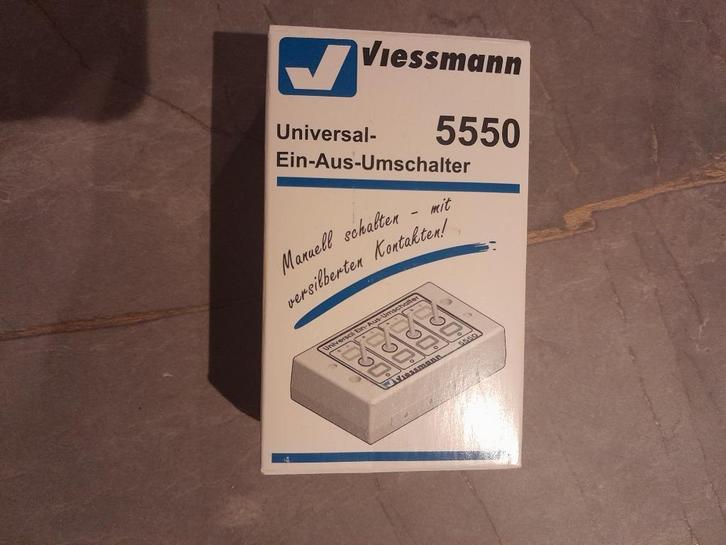 Viessmann
Universal- 5550
Ein-Aus-Umschalter
Manuell schalten – mit
versilberten Kontakten!
Universal Ein-Aus-Umschalter
Viessmann
5550